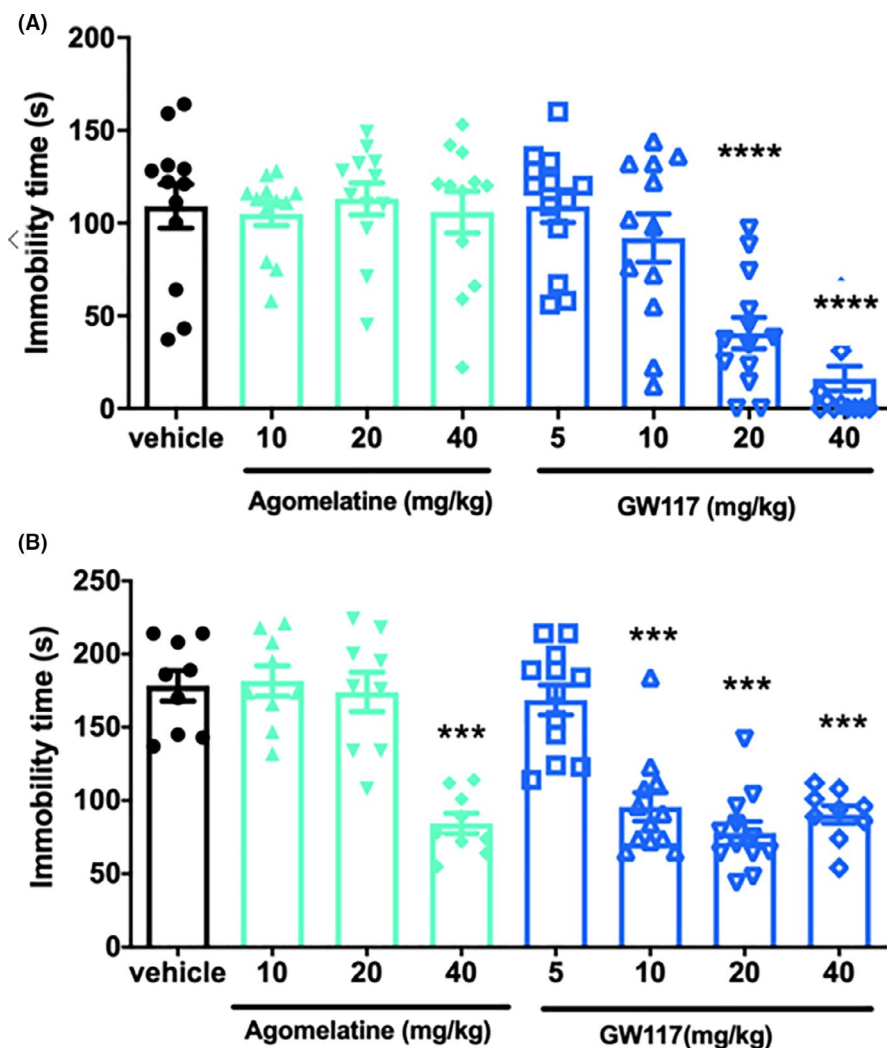 (A)
200
150
100
50
0
Immobility time (s)
****
****
vehicle 10 20 40 5 10 20 40
Agomelatine (mg/kg) GW117 (mg/kg)
(B)
250
200
150
100
50
0
Immobility time (s)
***
***
***
***
vehicle 10 20 40 5 10 20 40
Agomelatine (mg/kg) GW117(mg/kg)